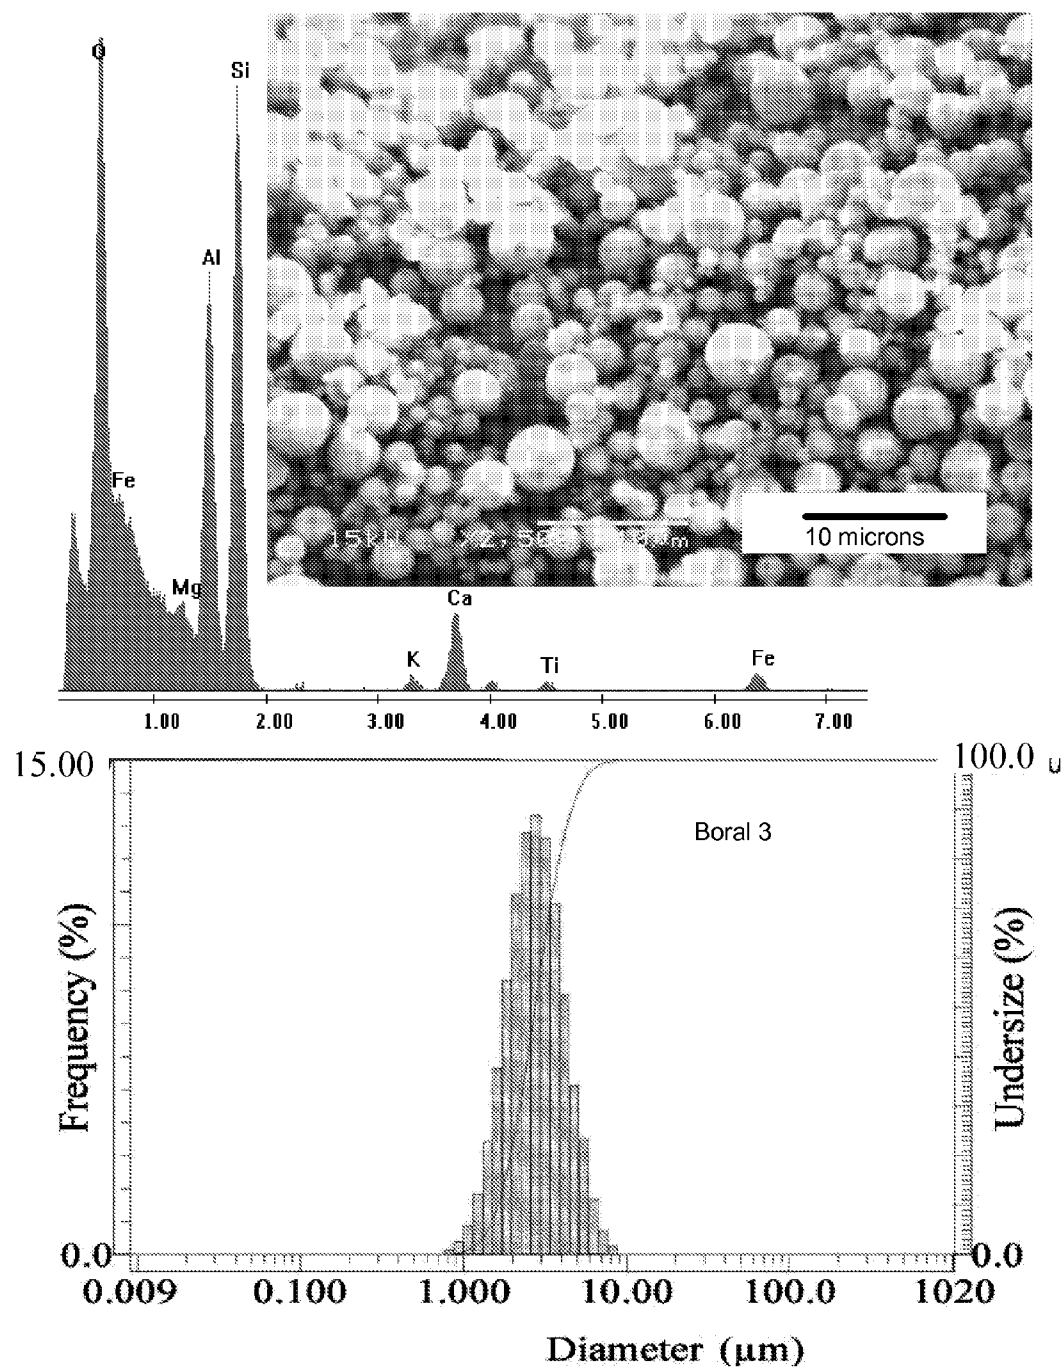 O
Si
Al
Fe
Mg
15kU
10 microns
Ca
K
Ti
Fe
1.00 2.00 3.00 4.00 5.00 6.00 7.00
15.00
100.0
u
Boral 3
Frequency (%)
Undersize (%)
0.0
0.0
0.009 0.100 1.000 10.00 100.0 1020
Diameter (µm)